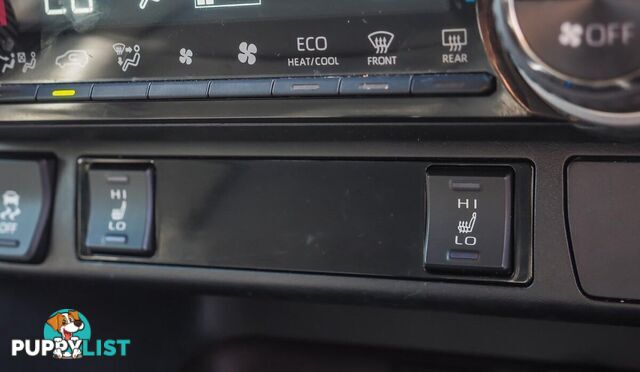 ECO
HEAT/COOL
FRONT
REAR
OFF
OFF
HI
LO
HI
LO
PUPPYLIST